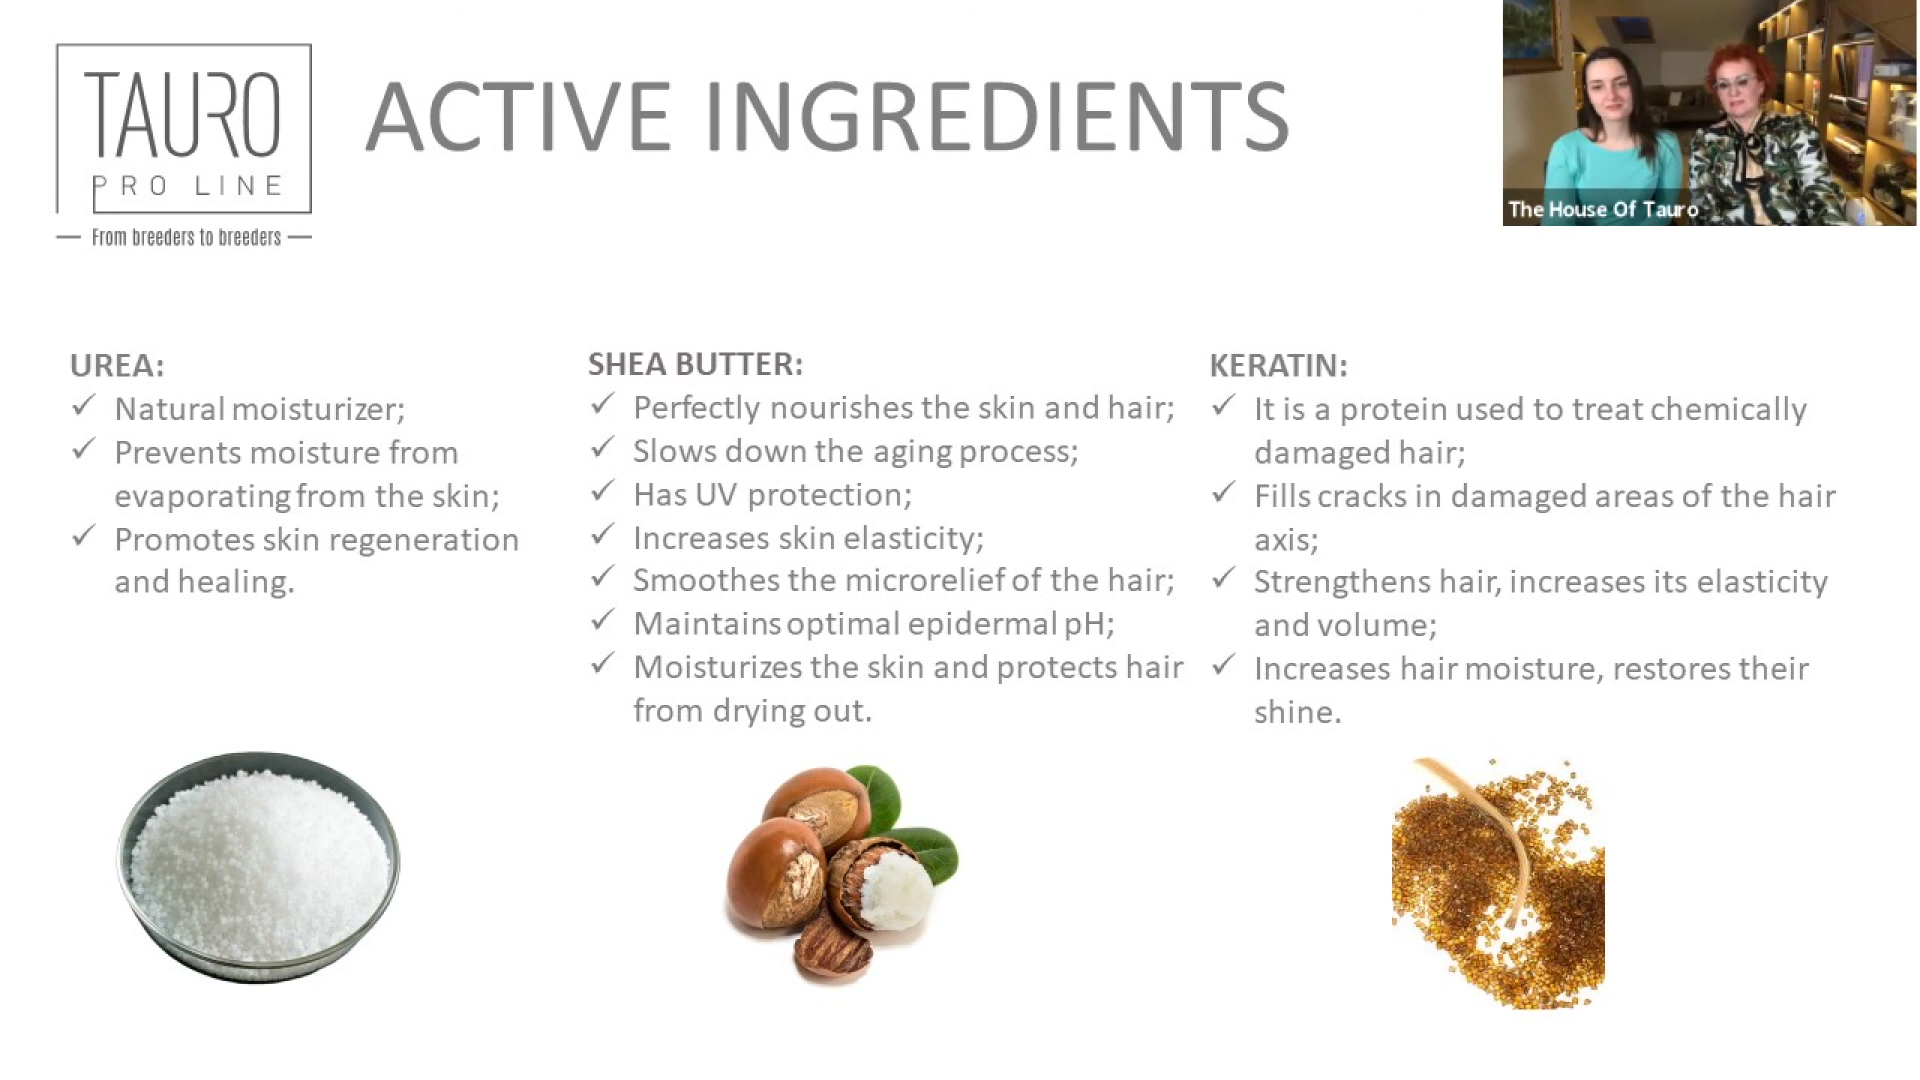 TAURO
PRO LINE
From breeders to breeders
ACTIVE INGREDIENTS
The House Of Tauro
UREA:
✓ Natural moisturizer;
✓ Prevents moisture from
evaporating from the skin;
✓ Promotes skin regeneration
and healing.
SHEA BUTTER:
✓ Perfectly nourishes the skin and hair;
✓ Slows down the aging process;
✓ Has UV protection;
✓ Increases skin elasticity;
✓ Smoothes the microrelief of the hair;
✓ Maintains optimal epidermal pH;
✓ Moisturizes the skin and protects hair
from drying out.
KERATIN:
✓ It is a protein used to treat chemically
damaged hair;
✓ Fills cracks in damaged areas of the hair
axis;
✓ Strengthens hair, increases its elasticity
and volume;
✓ Increases hair moisture, restores their
shine.